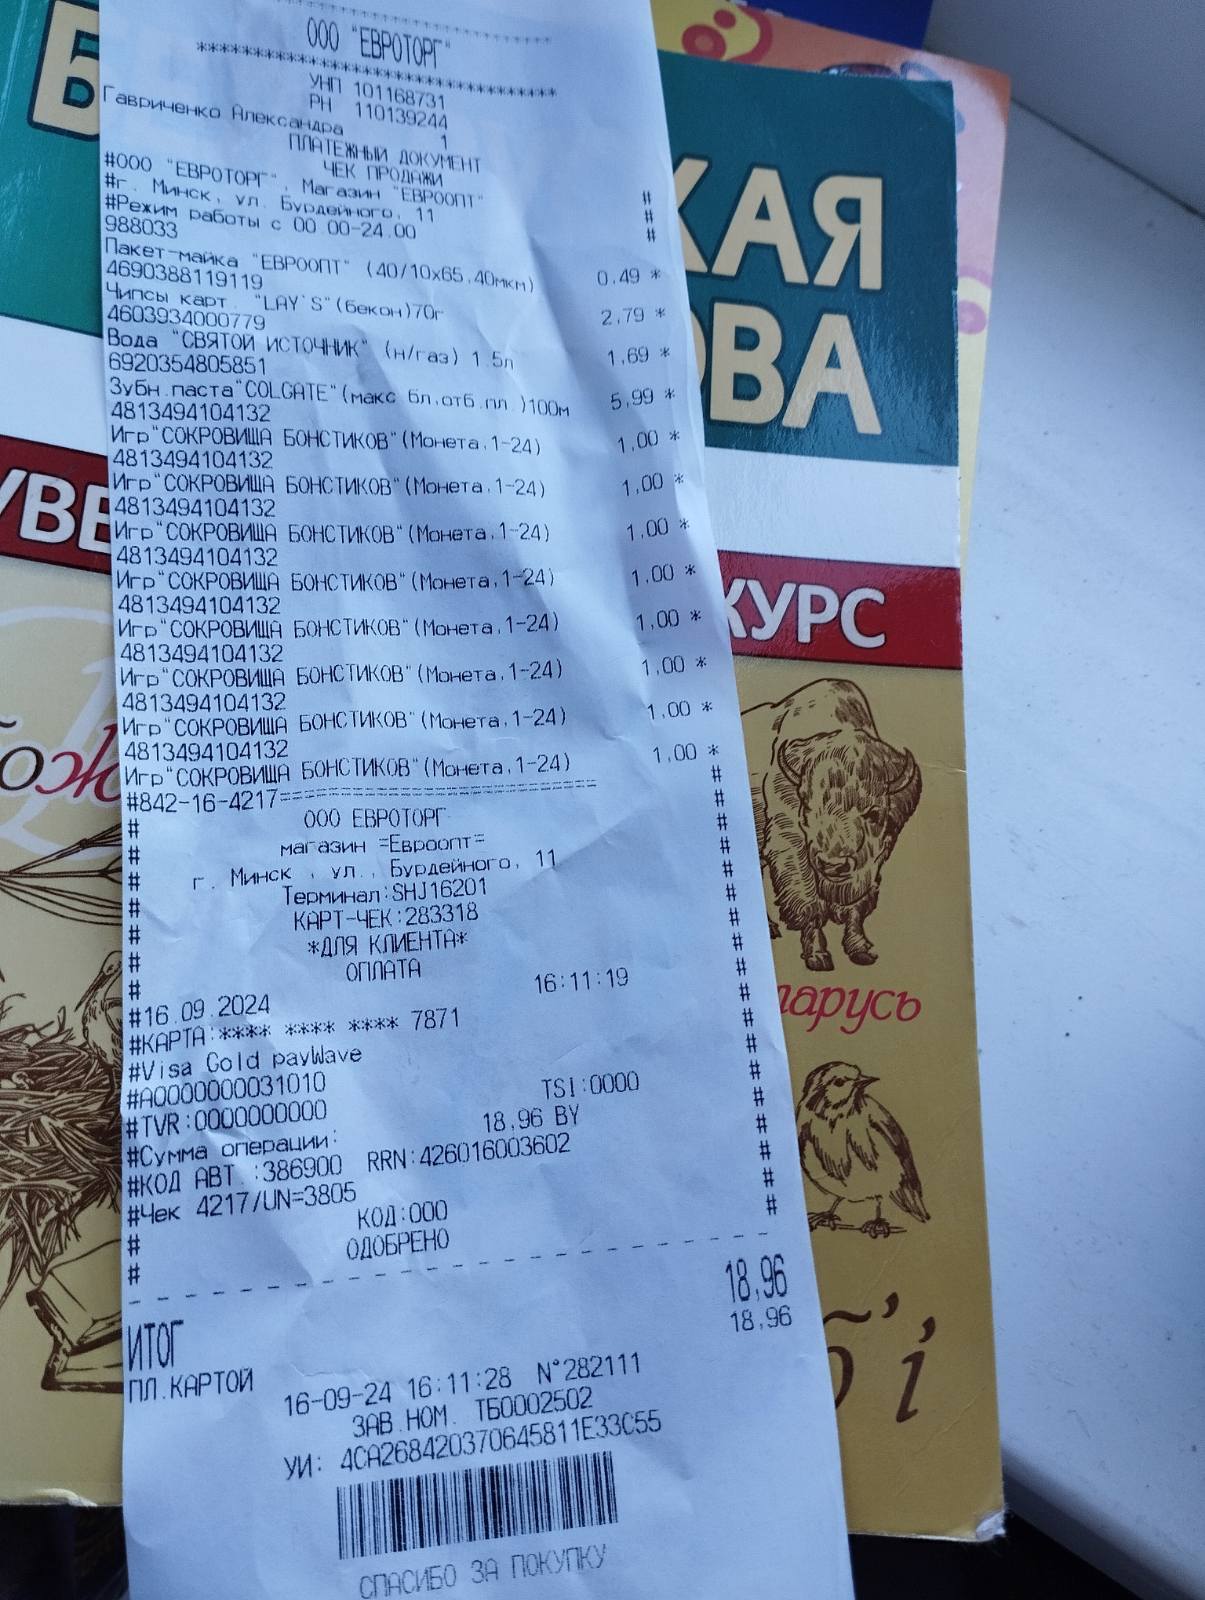 ООО "ЕВРОТОРГ"
*********************************
УНП 101168731
РН 110139244
Гавриченко Александра 1
ПЛАТЕЖНЫЙ ДОКУМЕНТ
ЧЕК ПРОДАЖИ
#ООО "ЕВРОТОРГ", Магазин "ЕВРООПТ" #
#г. Минск, ул. Бурдейного, 11 #
#Режим работы с 00.00-24.00 #
988033
Пакет-майка "ЕВРООПТ" (40/10х65,40мкм) 0,49 *
4690388119119
Чипсы карт. "LAY`S"(бекон)70г 2,79 *
4603934000779
Вода "СВЯТОЙ ИСТОЧНИК" (н/газ) 1.5л 1,69 *
6920354805851
Зубн.паста"COLGATE"(макс.бл,отб.пл.)100м 5,99 *
4813494104132
Игр"СОКРОВИЩА БОНСТИКОВ"(Монета,1-24) 1,00 *
4813494104132
Игр"СОКРОВИЩА БОНСТИКОВ"(Монета,1-24) 1,00 *
4813494104132
Игр"СОКРОВИЩА БОНСТИКОВ"(Монета,1-24) 1,00 *
4813494104132
Игр"СОКРОВИЩА БОНСТИКОВ"(Монета,1-24) 1,00 *
4813494104132
Игр"СОКРОВИЩА БОНСТИКОВ"(Монета,1-24) 1,00 *
4813494104132
Игр"СОКРОВИЩА БОНСТИКОВ"(Монета,1-24) 1,00 *
4813494104132
Игр"СОКРОВИЩА БОНСТИКОВ"(Монета,1-24) 1,00 *
4813494104132
Игр"СОКРОВИЩА БОНСТИКОВ"(Монета,1-24) 1,00 *
#842-16-4217============================ #
# ООО ЕВРОТОРГ #
# магазин =Евроопт= #
# г. Минск , ул., Бурдейного, 11 #
# Терминал:SHJ16201 #
# КАРТ-ЧЕК:283318 #
# *ДЛЯ КЛИЕНТА* #
# ОПЛАТА #
#16.09.2024 16:11:19 #
#КАРТА:**** **** **** 7871 #
#Visa Gold payWave #
#A0000000031010 #
#TVR:0000000000 TSI:0000 #
#Сумма операции: 18,96 BY #
#КОД АВТ.:386900 RRN:426016003602 #
#Чек 4217/UN=3805 #
# КОД:000 #
# ОДОБРЕНО #
ИТОГ 18,96
ПЛ.КАРТОЙ 18,96
16-09-24 16:11:28 N°282111
ЗАВ.НОМ. ТБ0002502
УИ: 4CA268420370645811E33C55
СПАСИБО ЗА ПОКУПКУ
КАЯ
ОВА
КУРС